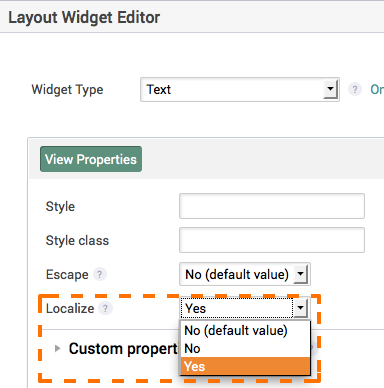 Layout Widget Editor
Widget Type Text ? On
View Properties
Style
Style class
Escape ? No (default value)
Localize ? Yes
No (default value)
No
Yes
Custom propert